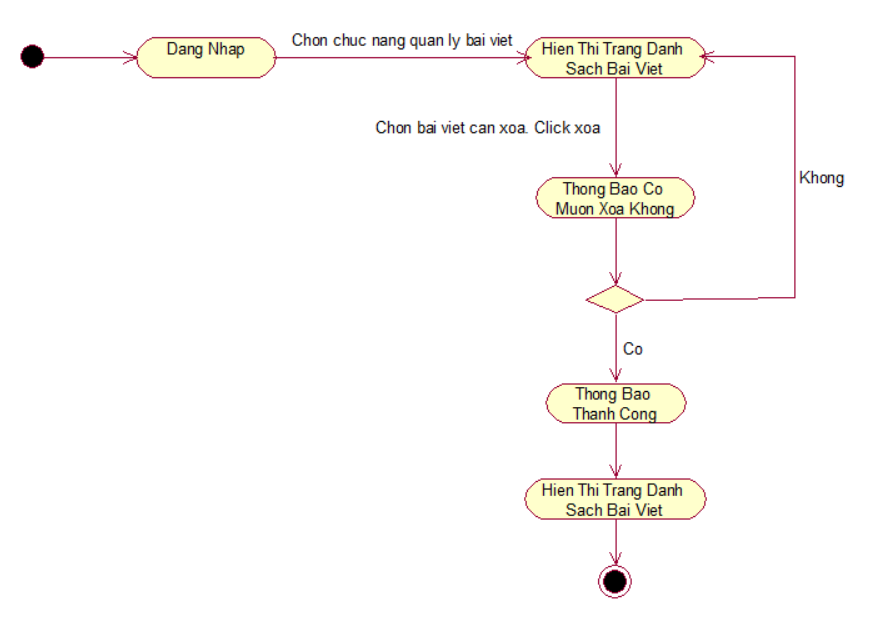 Dang Nhap
Chon chuc nang quan ly bai viet
Hien Thi Trang Danh
Sach Bai Viet
Chon bai viet can xoa. Click xoa
Thong Bao Co
Muon Xoa Khong
Khong
Co
Thong Bao
Thanh Cong
Hien Thi Trang Danh
Sach Bai Viet